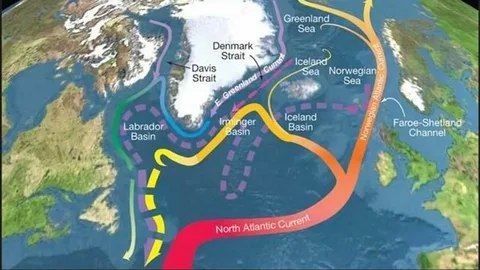 Greenland
Sea
Denmark
Strait
Davis
Strait
Iceland
Sea
Norwegian
Sea
E. Greenland Current
Labrador
Basin
Irminger
Basin
Iceland
Basin
Norwegian Atlantic Current
Faroe-Shetland
Channel
North Atlantic Current